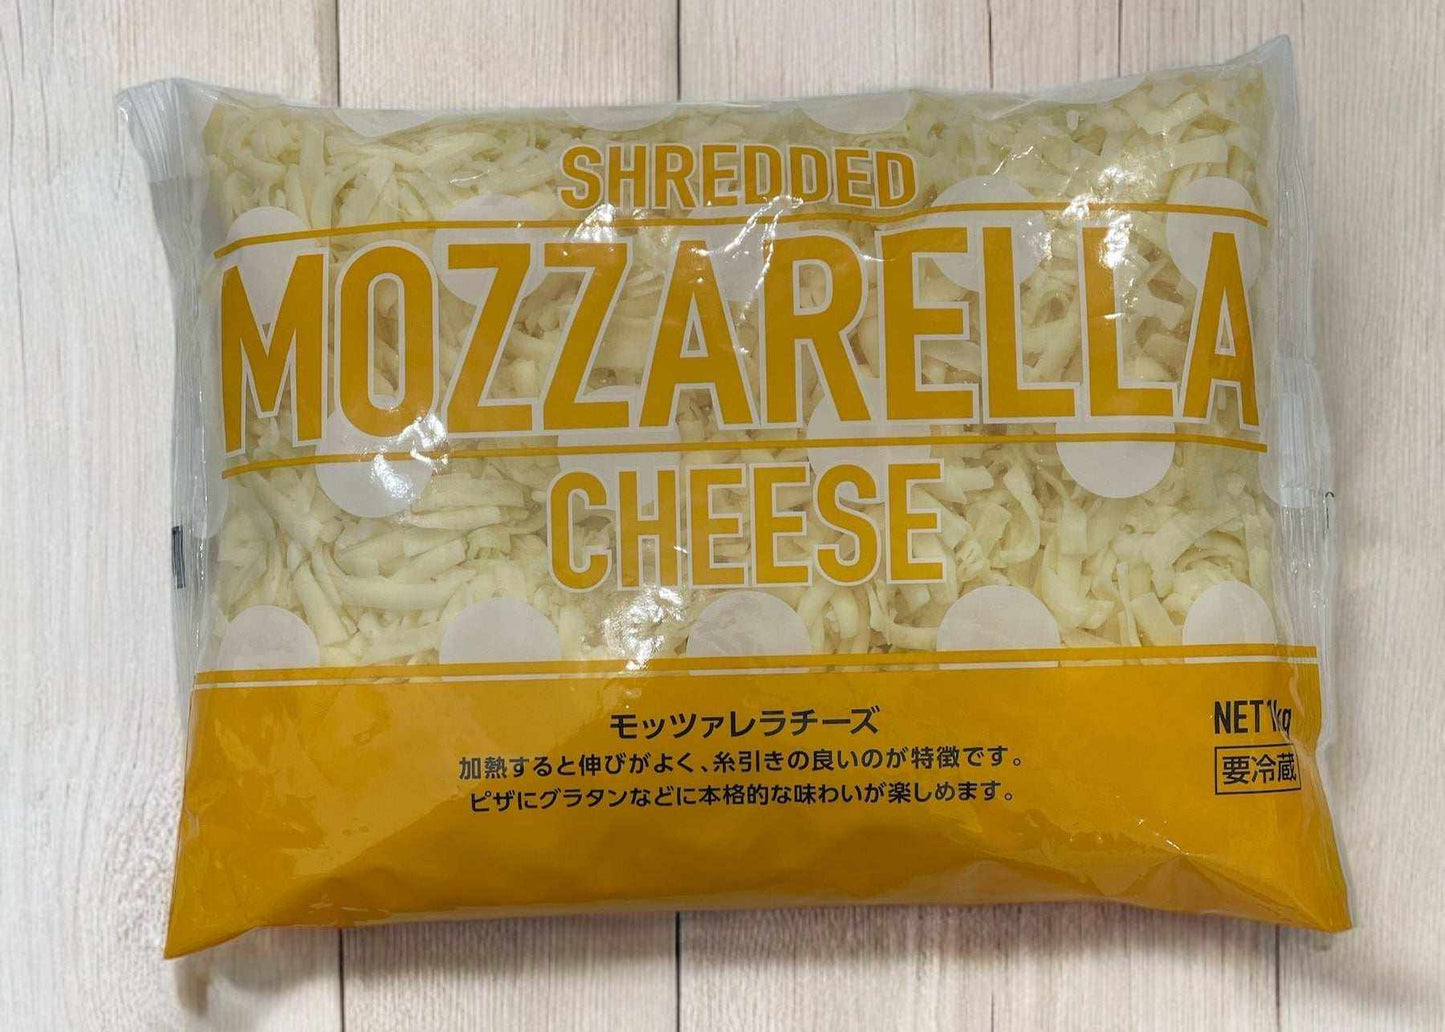 SHREDDED
MOZZARELLA
CHEESE
モッツァレラチーズ
加熱すると伸びがよく、糸引きの良いのが特徴です。
ピザにグラタンなどに本格的な味わいが楽しめます。
NET 1kg
要冷蔵